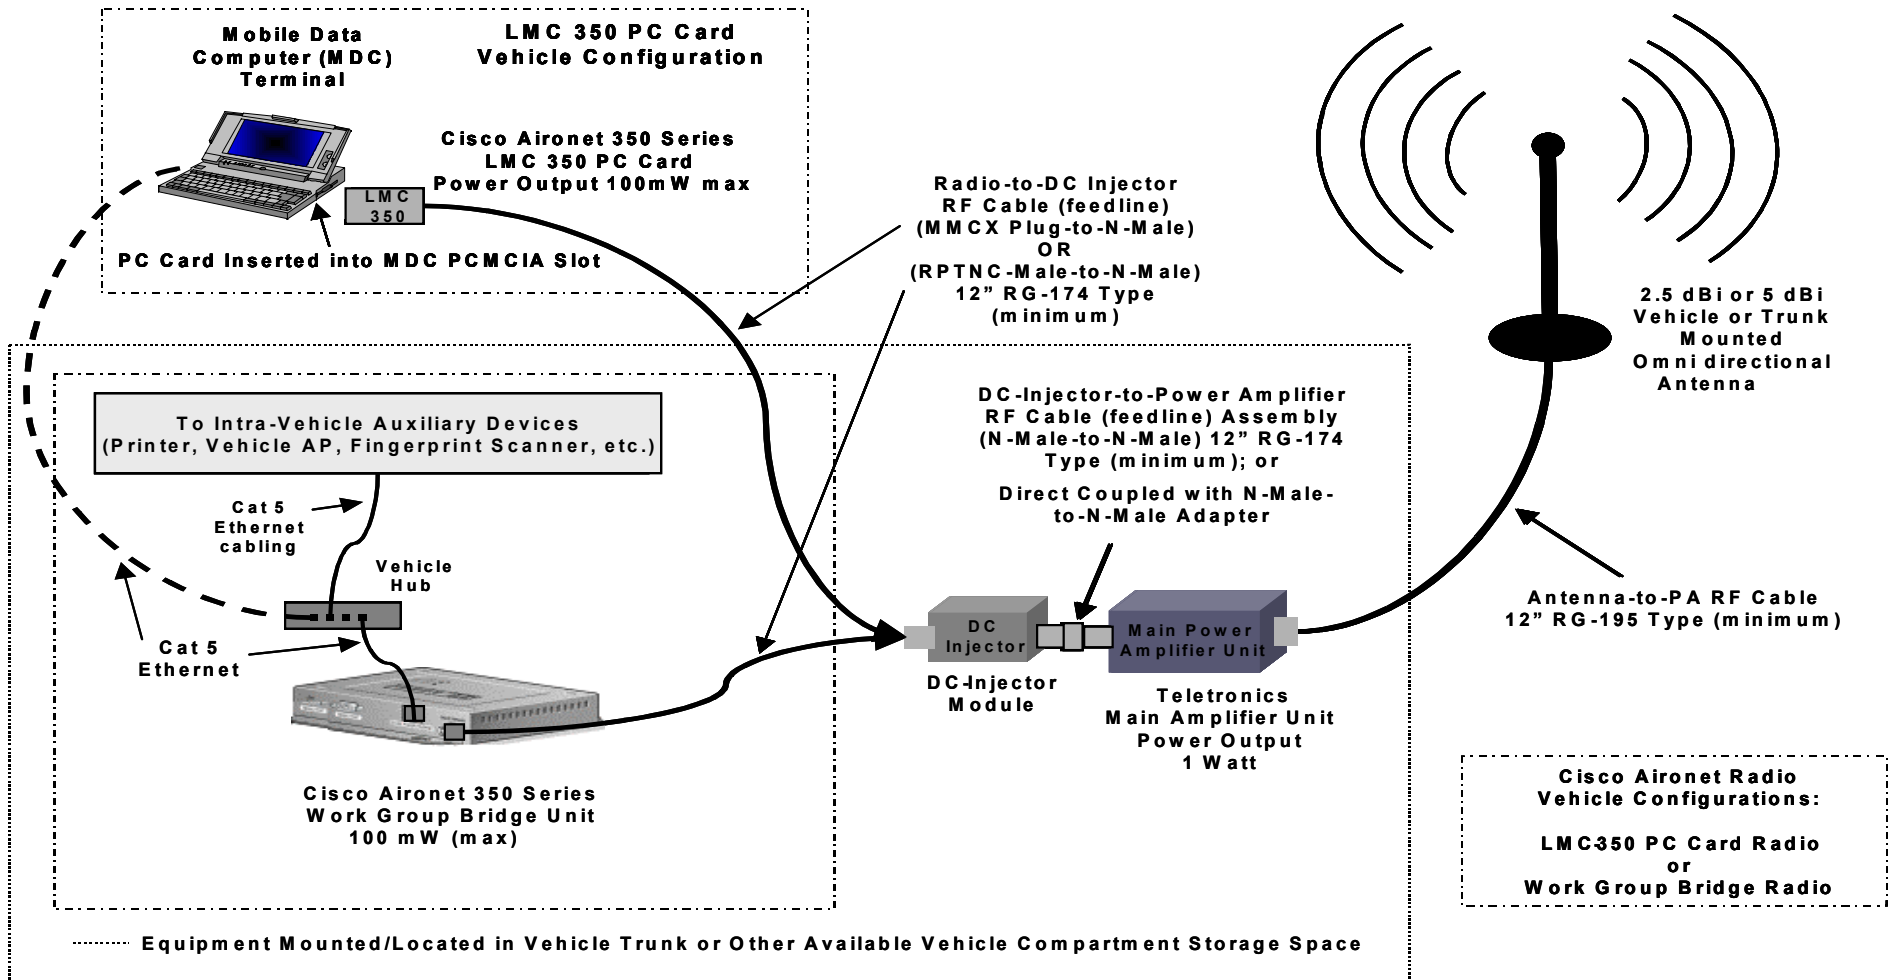 Mobile Data
Computer (MDC)
Terminal
LMC 350 PC Card
Vehicle Configuration
Cisco Aironet 350 Series
LMC 350 PC Card
Power Output 100mW max
LMC
350
PC Card Inserted into MDC PCMCIA Slot
Radio-to-DC Injector
RF Cable (feedline)
(MMCX Plug-to-N-Male)
OR
(RPTNC-Male-to-N-Male)
12” RG-174 Type
(minimum)
2.5 dBi or 5 dBi
Vehicle or Trunk
Mounted
Omni directional
Antenna
To Intra-Vehicle Auxiliary Devices
(Printer, Vehicle AP, Fingerprint Scanner, etc.)
Cat 5
Ethernet
cabling
Vehicle
Hub
Cat 5
Ethernet
DC-Injector-to-Power Amplifier
RF Cable (feedline) Assembly
(N-Male-to-N-Male) 12” RG-174
Type (minimum); or
Direct Coupled with N-Male-
to-N-Male Adapter
DC
Injector
Main Power
Amplifier Unit
DC-Injector
Module
Teletronics
Main Amplifier Unit
Power Output
1 Watt
Antenna-to-PA RF Cable
12” RG-195 Type (minimum)
Cisco Aironet 350 Series
Work Group Bridge Unit
100 mW (max)
Cisco Aironet Radio
Vehicle Configurations:
LMC-350 PC Card Radio
or
Work Group Bridge Radio
Equipment Mounted/Located in Vehicle Trunk or Other Available Vehicle Compartment Storage Space